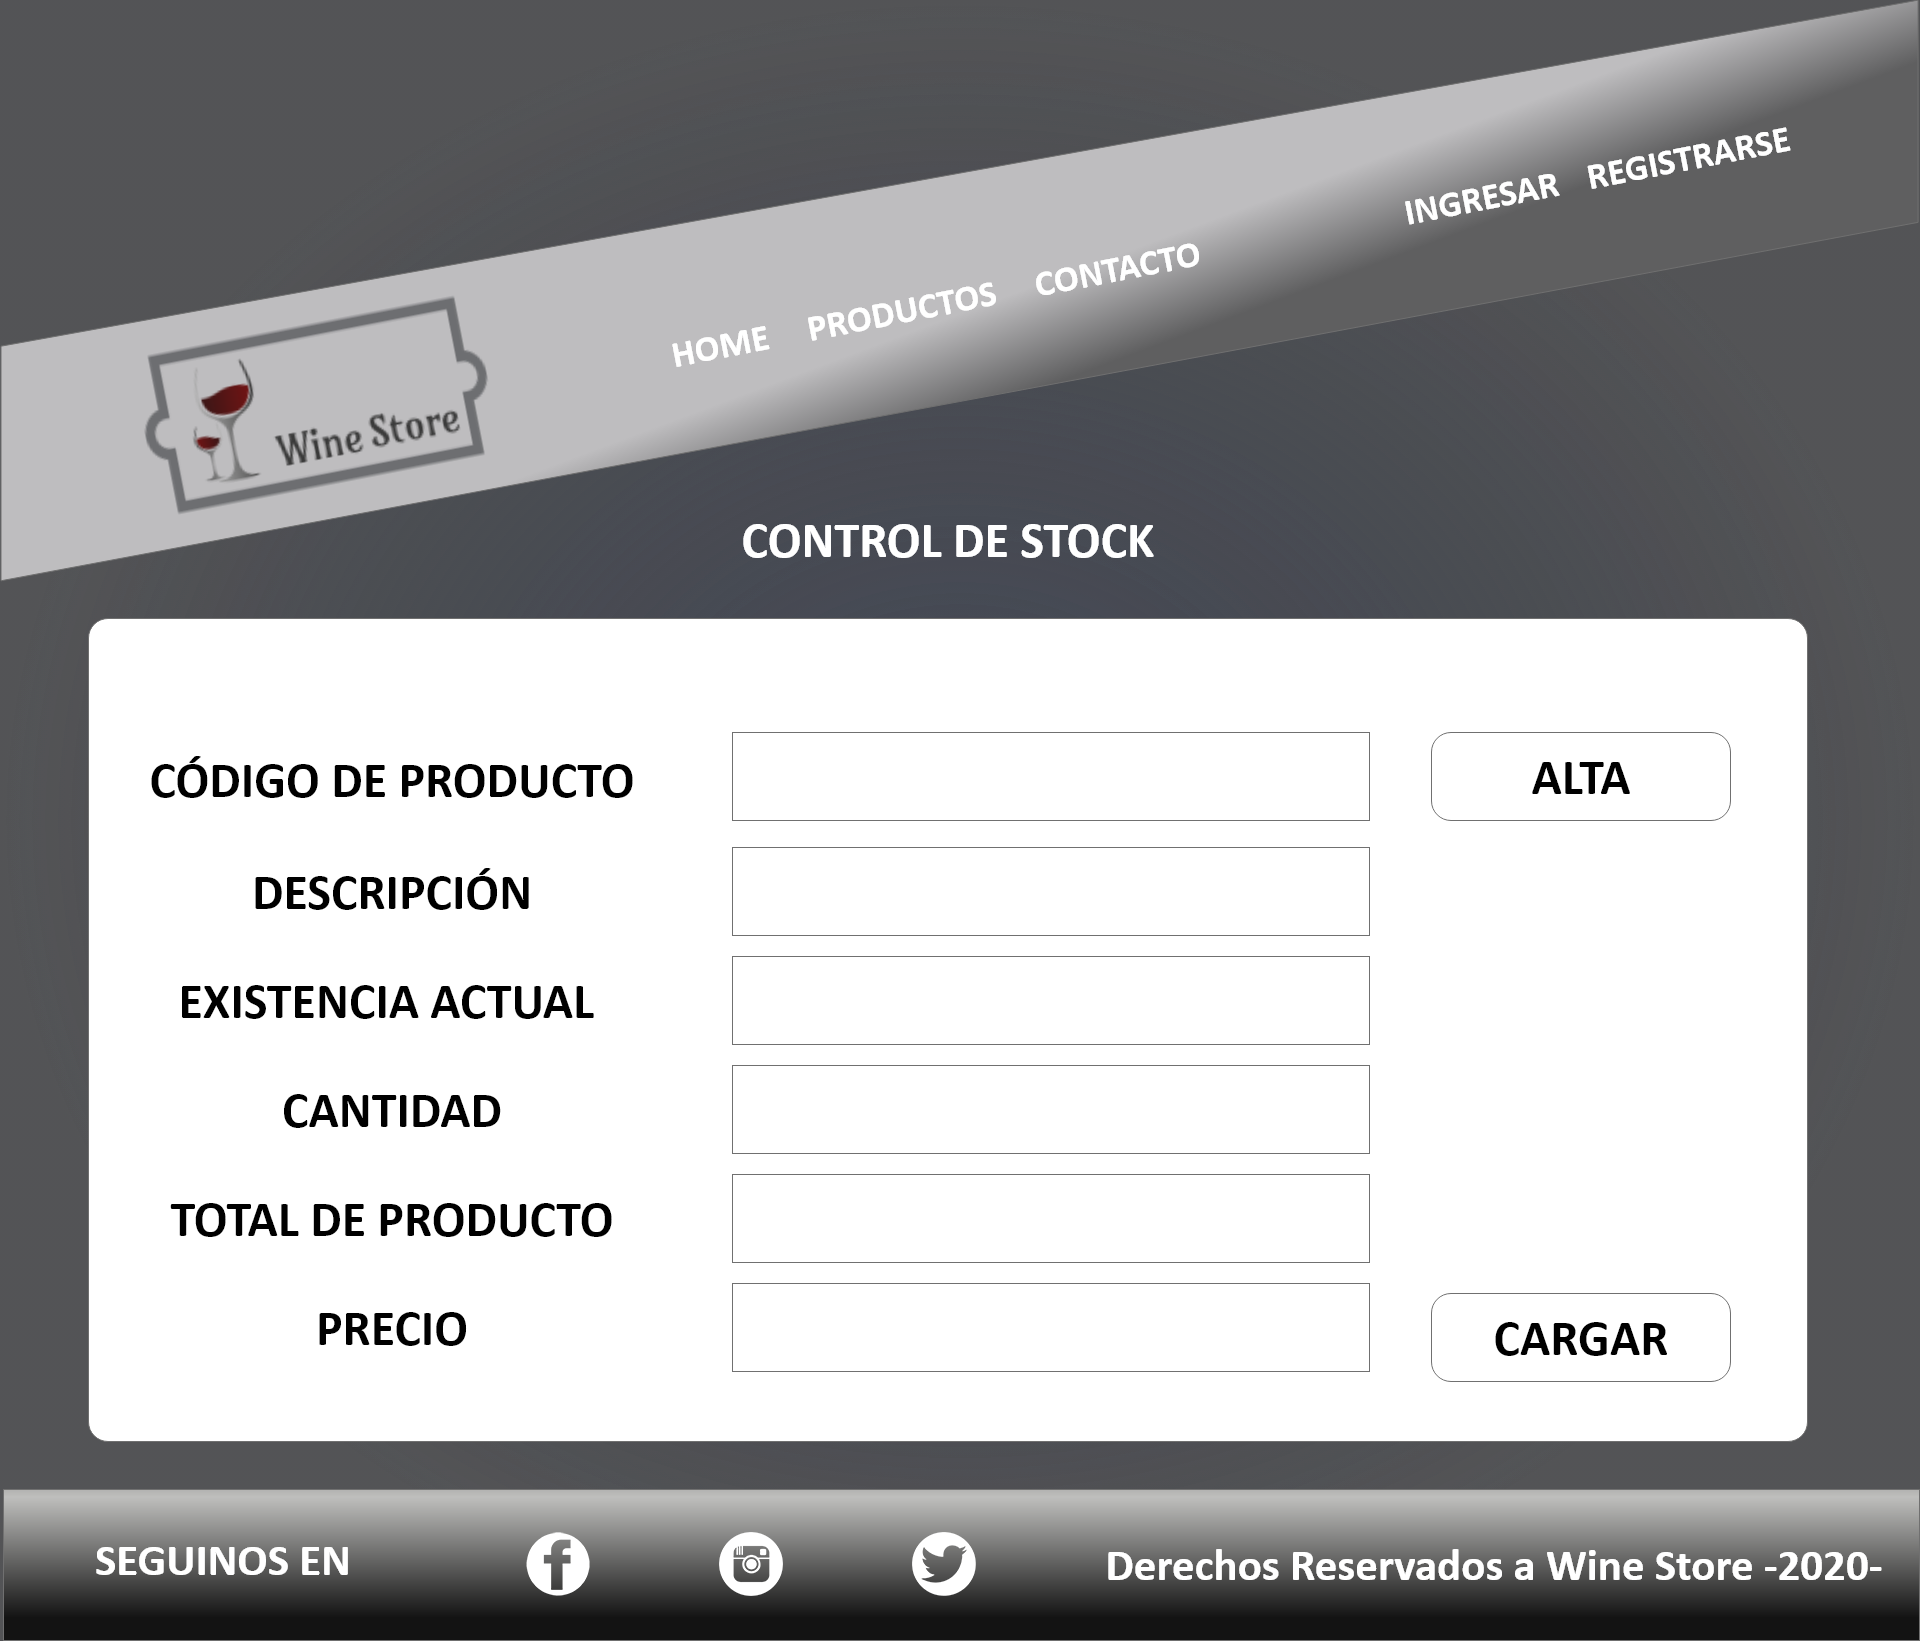 HOME PRODUCTOS CONTACTO INGRESAR REGISTRARSE
Wine Store
CONTROL DE STOCK
CÓDIGO DE PRODUCTO
ALTA
DESCRIPCIÓN
EXISTENCIA ACTUAL
CANTIDAD
TOTAL DE PRODUCTO
PRECIO
CARGAR
SEGUINOS EN
Derechos Reservados a Wine Store -2020-